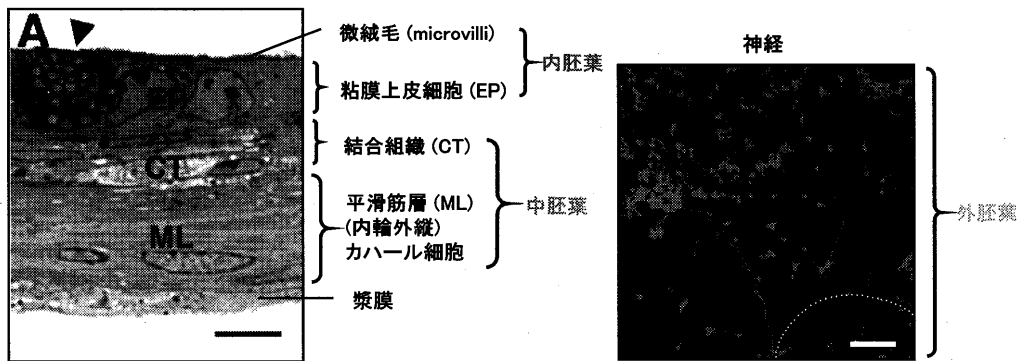 A
EP
CT
ML
微絨毛 (microvilli)
粘膜上皮細胞 (EP)
内胚葉
結合組織 (CT)
平滑筋層 (ML)
(内輪外縦)
カハール細胞
中胚葉
漿膜
神経
外胚葉